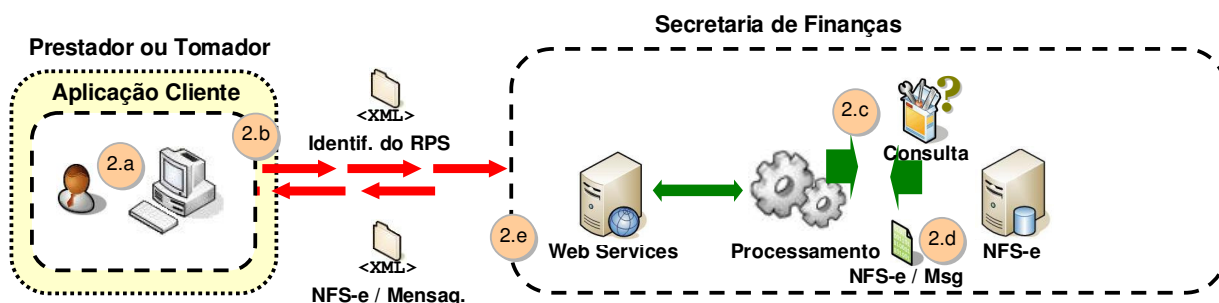 Secretaria de Finanças
Prestador ou Tomador
Aplicação Cliente
<XML>
Identif. do RPS
2.a
2.b
2.c
?
Consulta
2.e
Web Services
Processamento
2.d
NFS-e
NFS-e / Msg
<XML>
NFS-e / Mensag.